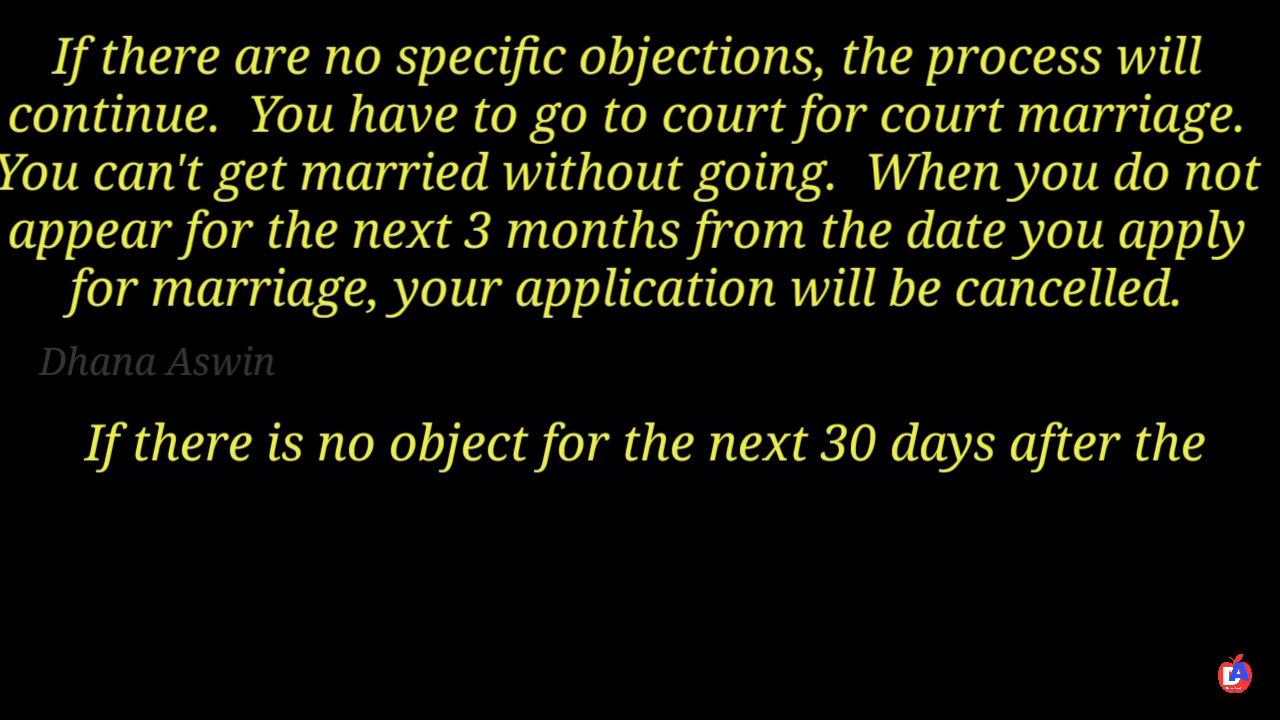 If there are no specific objections, the process will
continue. You have to go to court for court marriage.
You can't get married without going. When you do not
appear for the next 3 months from the date you apply
for marriage, your application will be cancelled.
Dhana Aswin
If there is no object for the next 30 days after the
DA